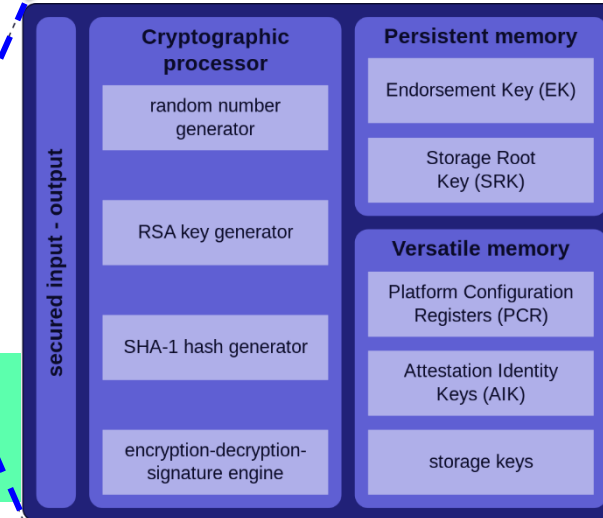 secured input - output
Cryptographic
processor
random number
generator
RSA key generator
SHA-1 hash generator
encryption-decryption-
signature engine
Persistent memory
Endorsement Key (EK)
Storage Root
Key (SRK)
Versatile memory
Platform Configuration
Registers (PCR)
Attestation Identity
Keys (AIK)
storage keys